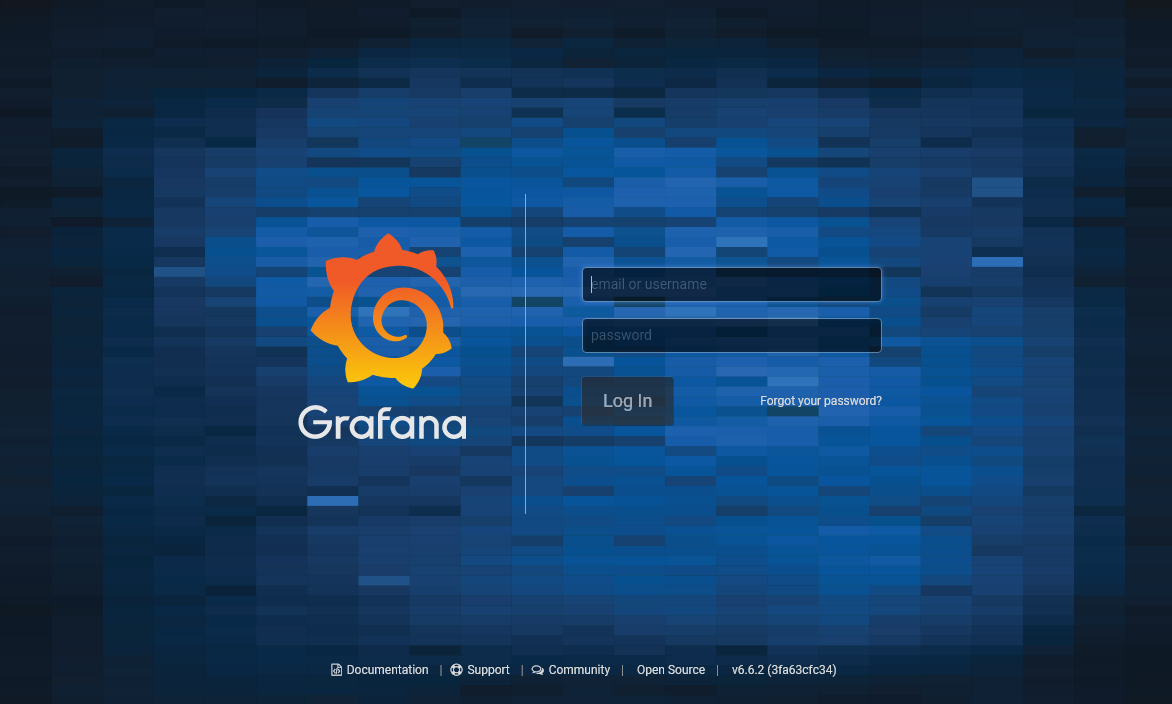 Grafana
email or username
password
Log In
Forgot your password?
Documentation | Support | Community | Open Source | v6.6.2 (3fa63cfc34)